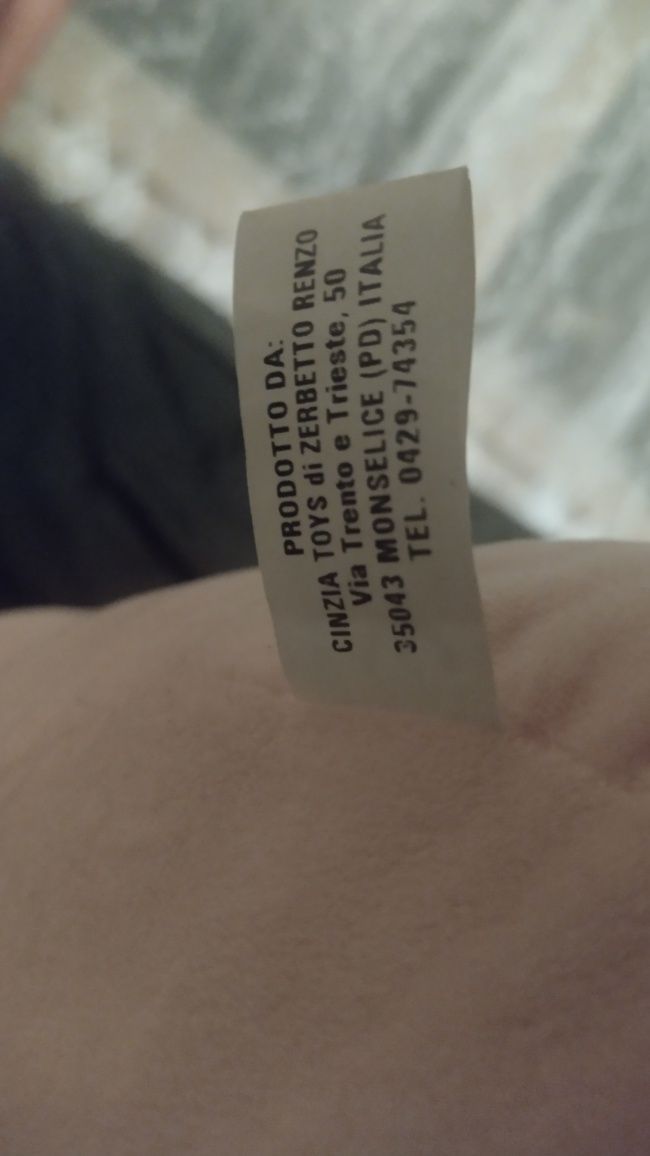 PRODOTTO DA:
CINZIA TOYS di ZERBETTO RENZO
Via Trento e Trieste, 50
35043 MONSELICE (PD) ITALIA
TEL. 0429-74354